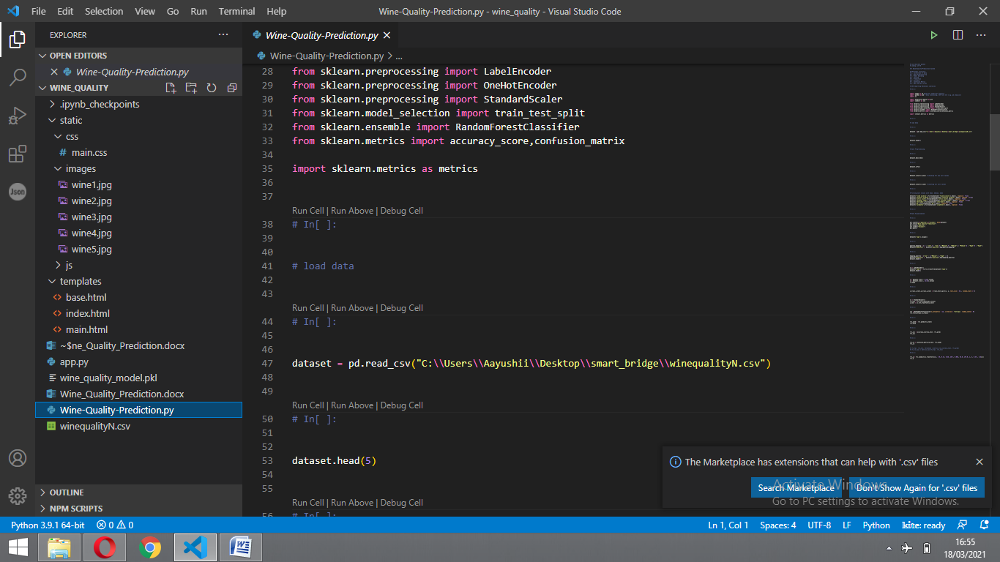 File Edit Selection View Go Run Terminal Help
Wine-Quality-Prediction.py - wine_quality - Visual Studio Code
EXPLORER
OPEN EDITORS
Wine-Quality-Prediction.py
WINE_QUALITY
.ipynb_checkpoints
static
css
# main.css
images
wine1.jpg
wine2.jpg
wine3.jpg
wine4.jpg
wine5.jpg
js
templates
<> base.html
<> index.html
<> main.html
~$ne_Quality_Prediction.docx
app.py
wine_quality_model.pkl
Wine_Quality_Prediction.docx
Wine-Quality-Prediction.py
winequalityN.csv
OUTLINE
NPM SCRIPTS
Json
Wine-Quality-Prediction.py
Wine-Quality-Prediction.py > ...
28 from sklearn.preprocessing import LabelEncoder
29 from sklearn.preprocessing import OneHotEncoder
30 from sklearn.preprocessing import StandardScaler
31 from sklearn.model_selection import train_test_split
32 from sklearn.ensemble import RandomForestClassifier
33 from sklearn.metrics import accuracy_score,confusion_matrix
34
35 import sklearn.metrics as metrics
36
37
Run Cell | Run Above | Debug Cell
38 # In[ ]:
39
40
41 # load data
42
43
Run Cell | Run Above | Debug Cell
44 # In[ ]:
45
46
47 dataset = pd.read_csv("C:\\Users\\Aayushii\\Desktop\\smart_bridge\\winequalityN.csv")
48
49
Run Cell | Run Above | Debug Cell
50 # In[ ]:
51
52
53 dataset.head(5)
54
55
Run Cell | Run Above | Debug Cell
56 # In[ ]:
The Marketplace has extensions that can help with '.csv' files
Search Marketplace
Don't Show Again for '.csv' files
Activate Windows
Go to PC settings to activate Windows.
Python 3.9.1 64-bit 0 0
Ln 1, Col 1 Spaces: 4 UTF-8 LF Python kite: ready
16:55
18/03/2021